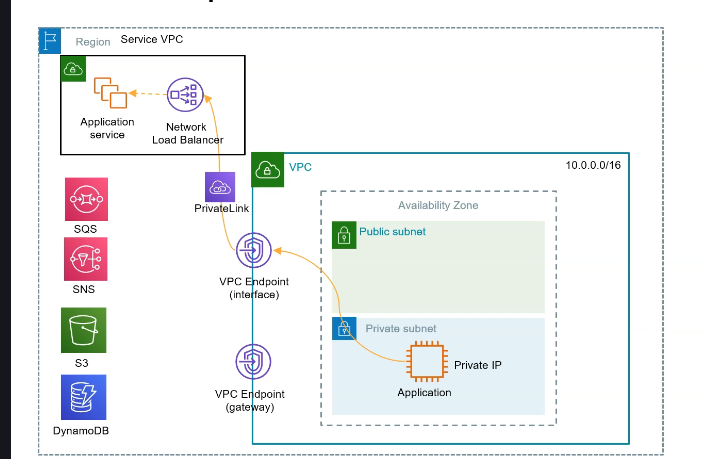 Region
Service VPC
Application
service
Network
Load Balancer
VPC
10.0.0.0/16
PrivateLink
Availability Zone
Public subnet
SQS
SNS
VPC Endpoint
(interface)
Private subnet
S3
Private IP
Application
VPC Endpoint
(gateway)
DynamoDB